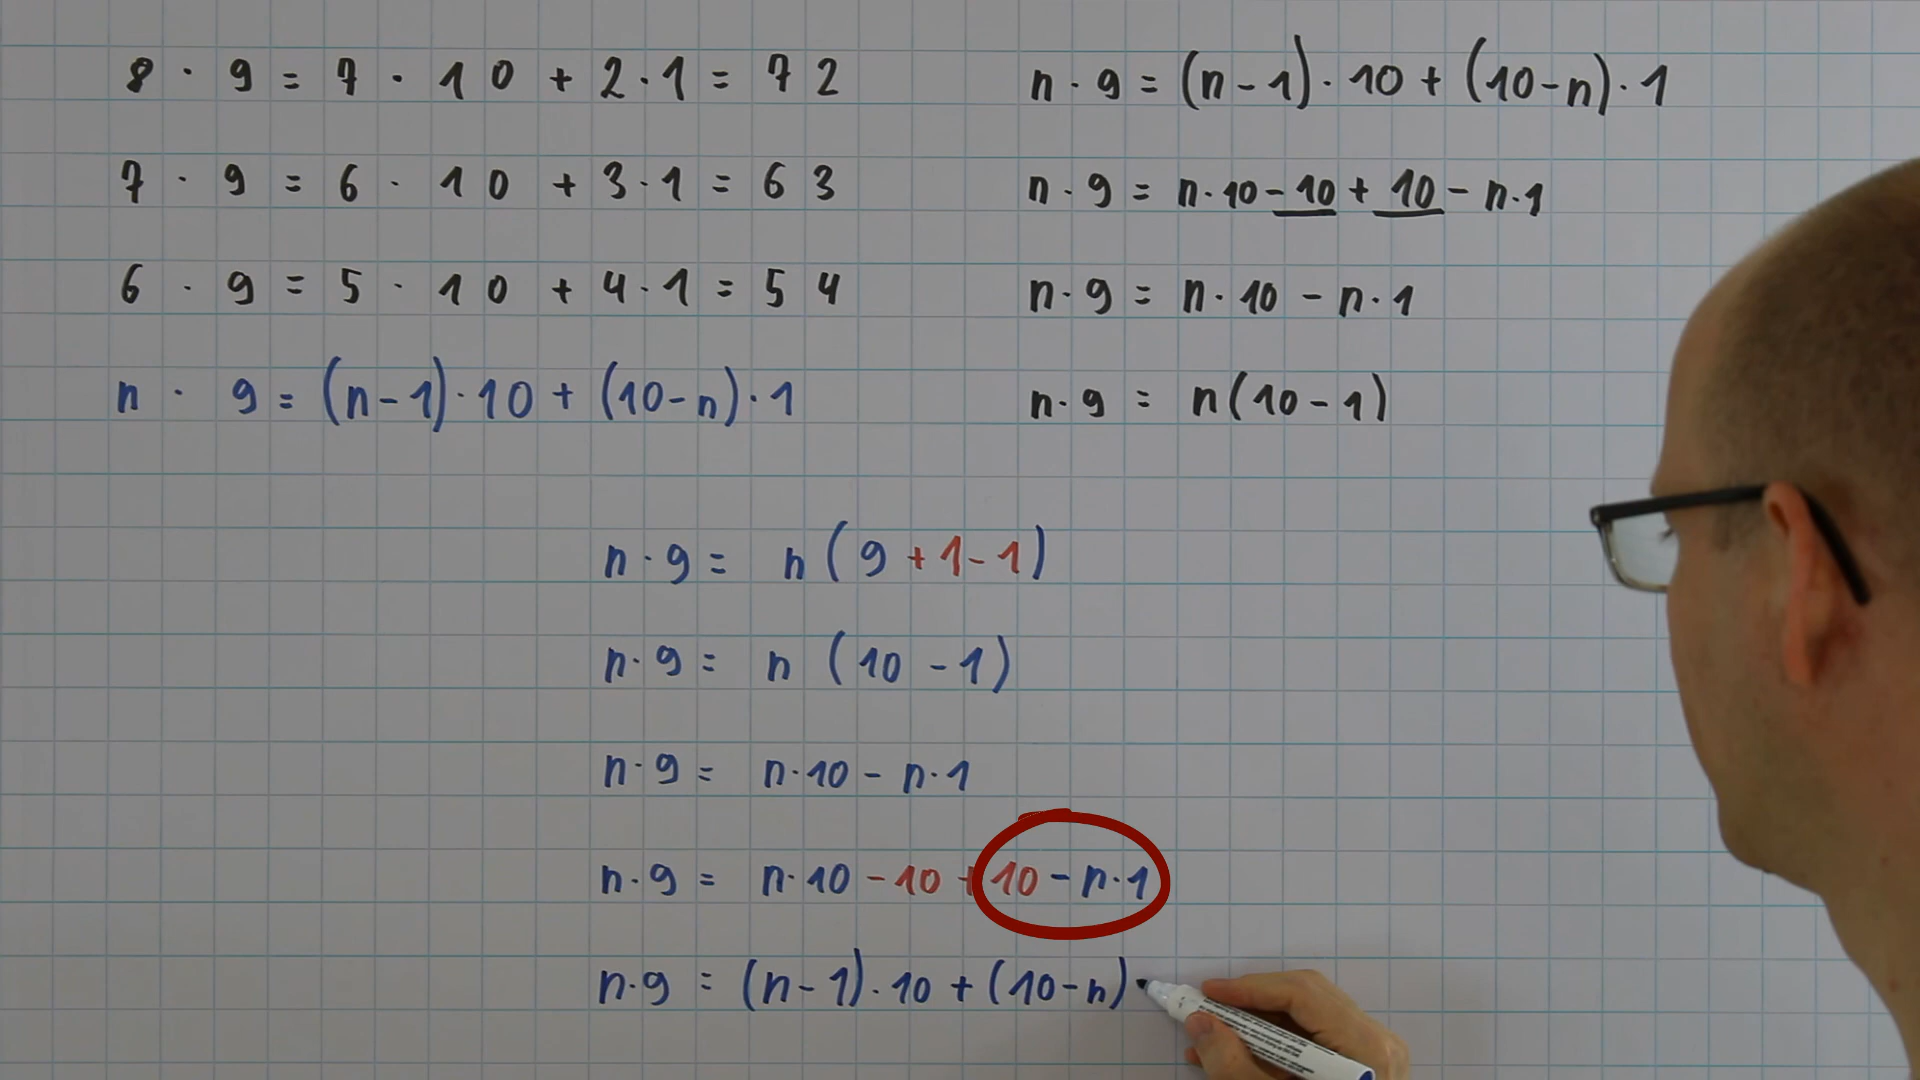 8 · 9 = 7 · 10 + 2 · 1 = 72
7 · 9 = 6 · 10 + 3 · 1 = 63
6 · 9 = 5 · 10 + 4 · 1 = 54
n · 9 = (n-1) · 10 + (10-n) · 1
n · 9 = (n-1) · 10 + (10-n) · 1
n · 9 = n · 10 - 10 + 10 - n · 1
n · 9 = n · 10 - n · 1
n · 9 = n(10-1)
n · 9 = n(9+1-1)
n · 9 = n(10-1)
n · 9 = n · 10 - n · 1
n · 9 = n · 10 - 10 + 10 - n · 1
n · 9 = (n-1) · 10 + (10-n) ·